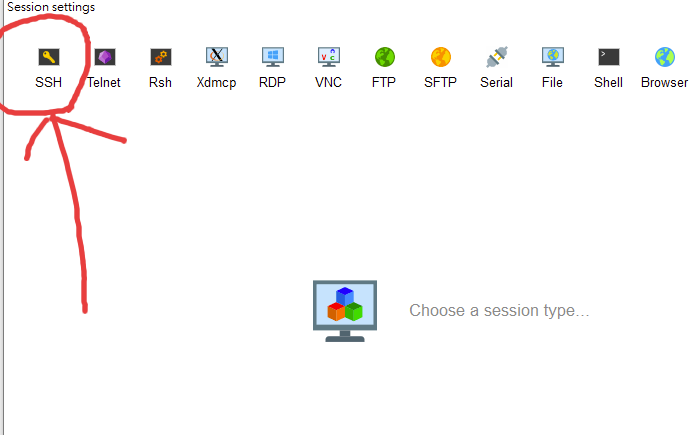 Session settings
SSH Telnet Rsh Xdmcp RDP VNC FTP SFTP Serial File Shell Browser
Choose a session type...